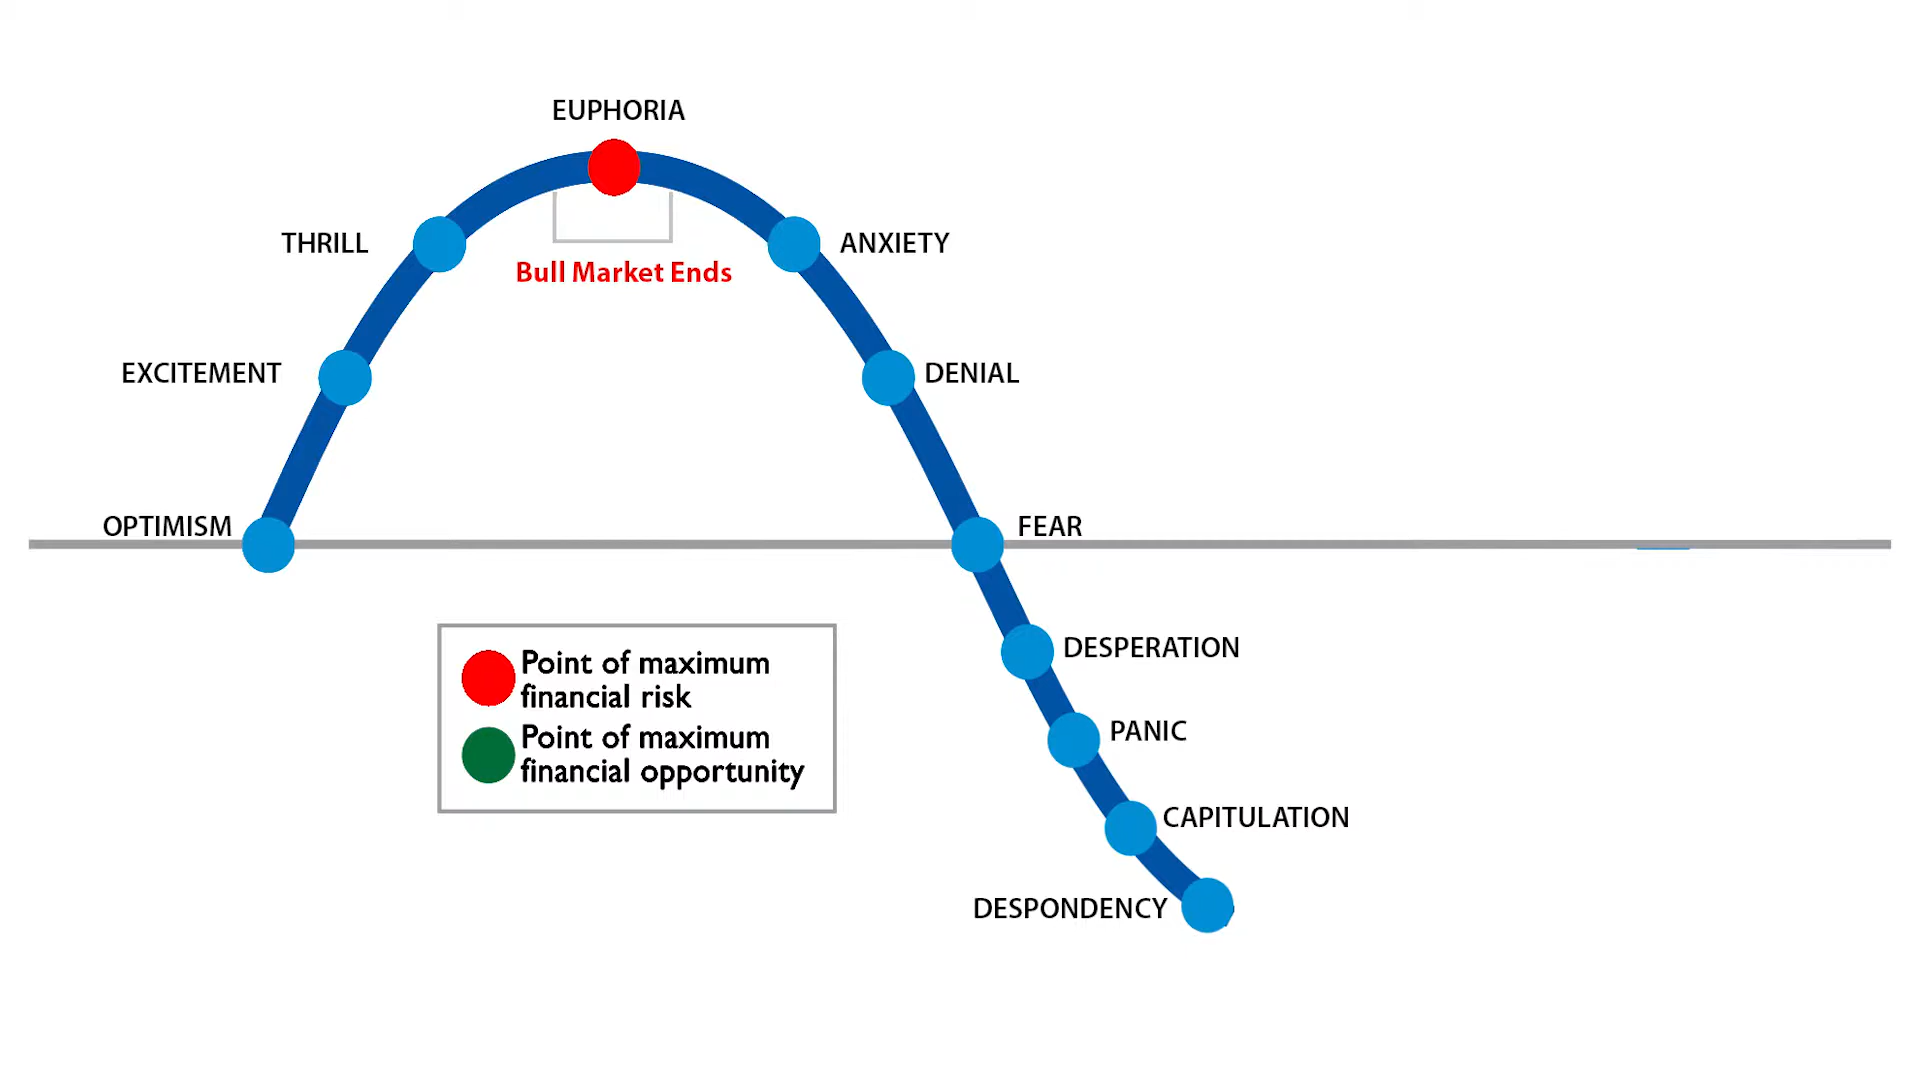 EUPHORIA
THRILL
ANXIETY
Bull Market Ends
EXCITEMENT
DENIAL
OPTIMISM
FEAR
Point of maximum
financial risk
Point of maximum
financial opportunity
DESPERATION
PANIC
CAPITULATION
DESPONDENCY